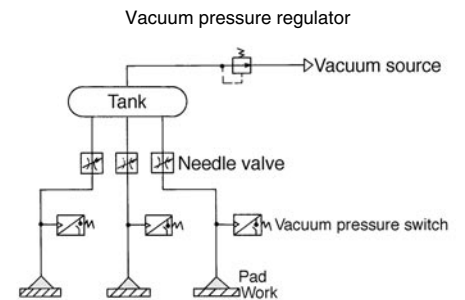 Vacuum pressure regulator
Vacuum source
Tank
Needle valve
Vacuum pressure switch
Pad
Work